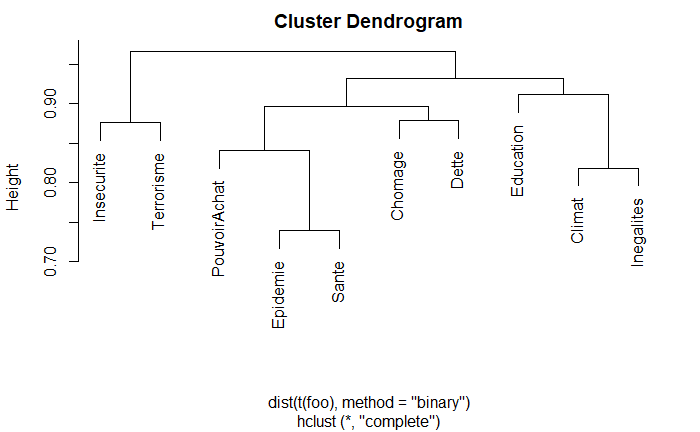 Cluster Dendrogram
Height
0.90
0.80
0.70
Insecurite
Terrorisme
PouvoirAchat
Epidemie
Sante
Chomage
Dette
Education
Climat
Inegalites
dist(t(foo), method = "binary")
hclust (*, "complete")